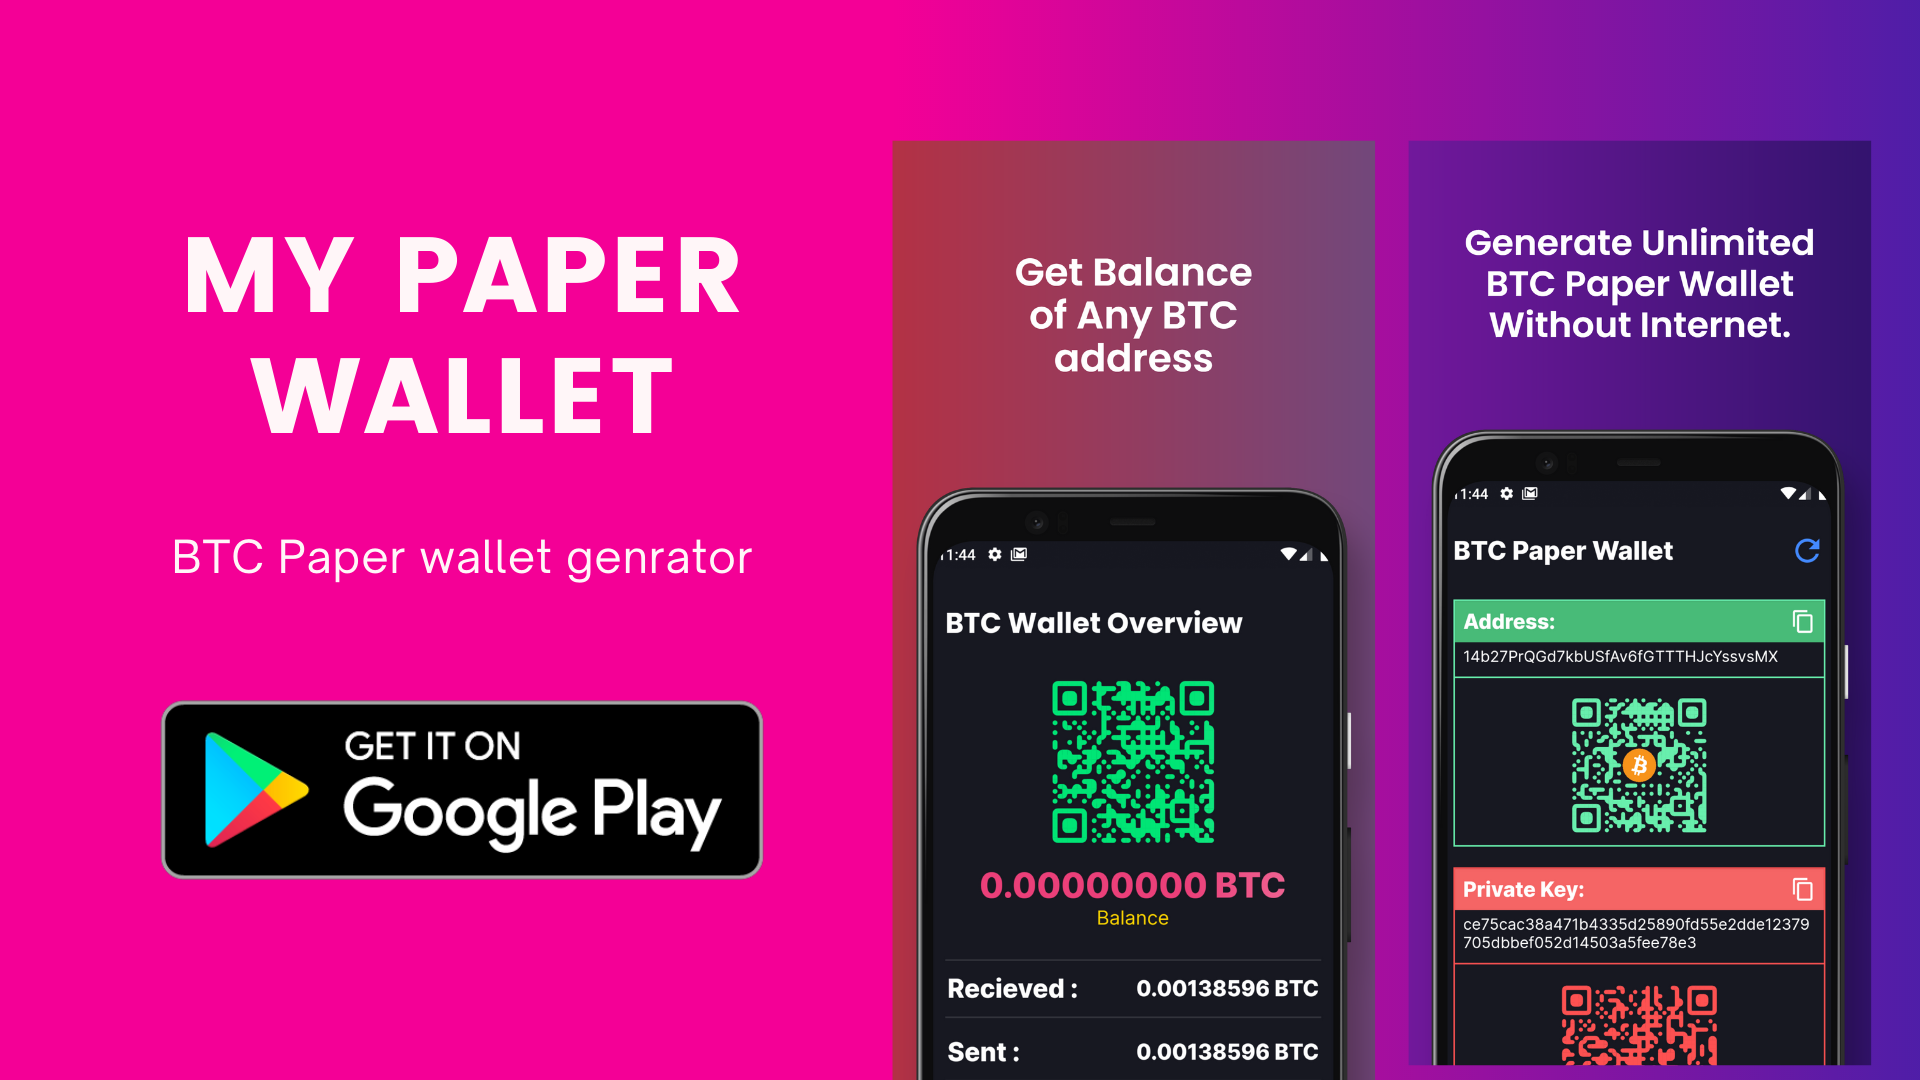 MY PAPER
WALLET
BTC Paper wallet genrator
GET IT ON
Google Play
Get Balance
of Any BTC
address
11:44
BTC Wallet Overview
0.00000000 BTC
Balance
Recieved : 0.00138596 BTC
Sent : 0.00138596 BTC
Generate Unlimited
BTC Paper Wallet
Without Internet.
11:44
BTC Paper Wallet
Address:
14b27PrQGd7kbUSfAv6fGTTTHJcYssvsMX
Private Key:
ce75cac38a471b4335d25890fd55e2dde12379
705dbbef052d14503a5fee78e3